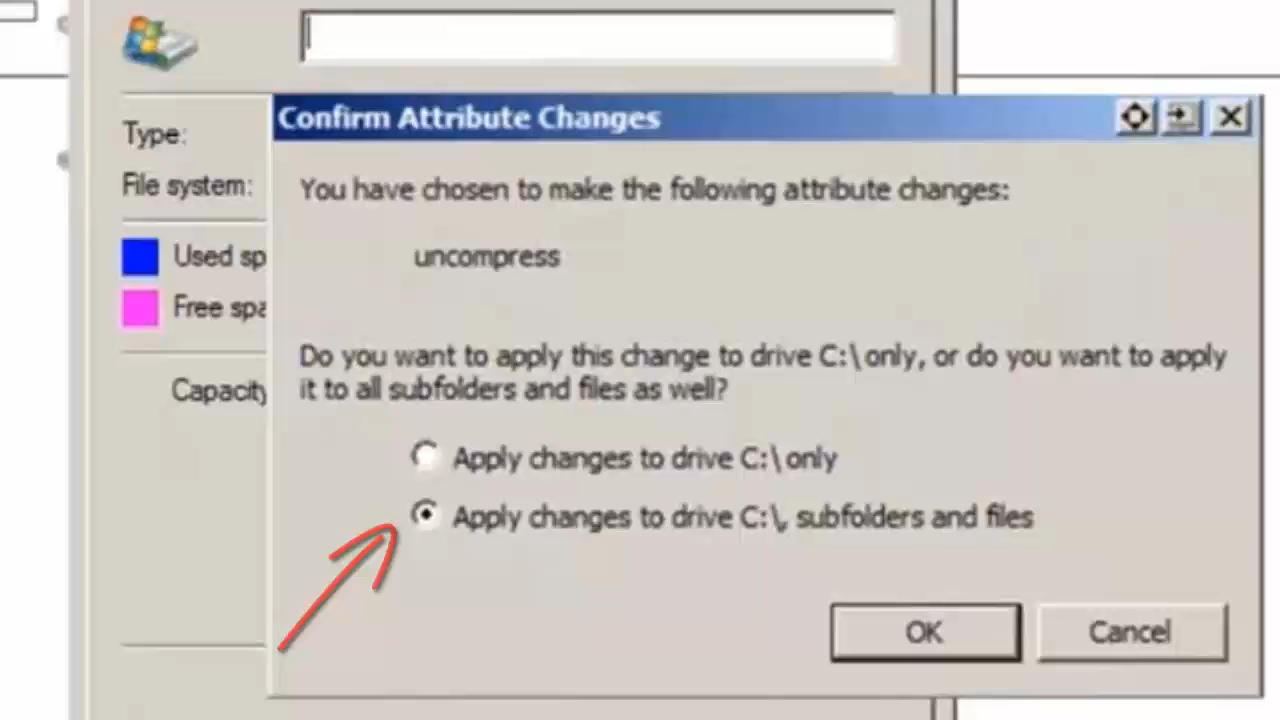 Confirm Attribute Changes
Type:
File system:
You have chosen to make the following attribute changes:
Used sp
uncompress
Free spa
Do you want to apply this change to drive C:\ only, or do you want to apply
it to all subfolders and files as well?
Capacity
Apply changes to drive C:\ only
Apply changes to drive C:\, subfolders and files
OK
Cancel